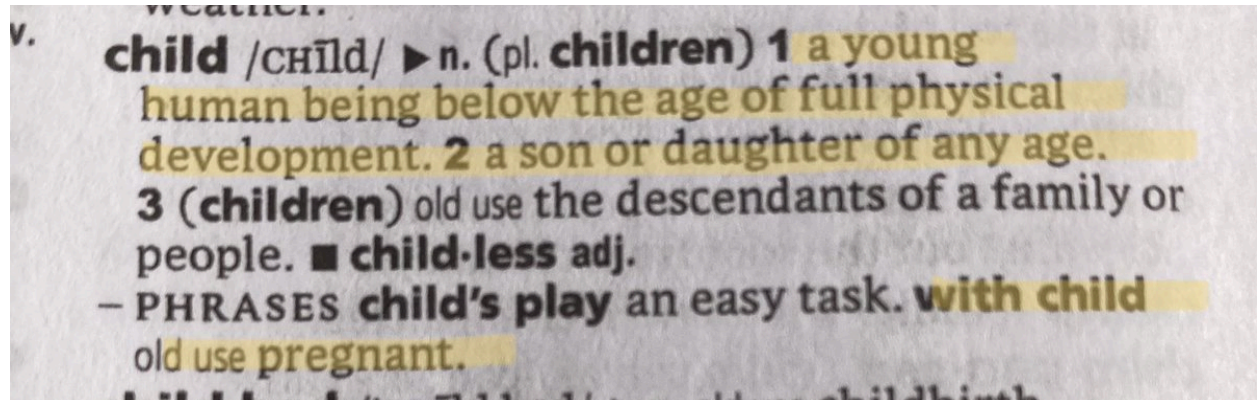 weather.
v.
child /CHīld/ ▶ n. (pl. children) 1 a young
human being below the age of full physical
development. 2 a son or daughter of any age.
3 (children) old use the descendants of a family or
people. ■ child·less adj.
– PHRASES child's play an easy task. with child
old use pregnant.
childbirth